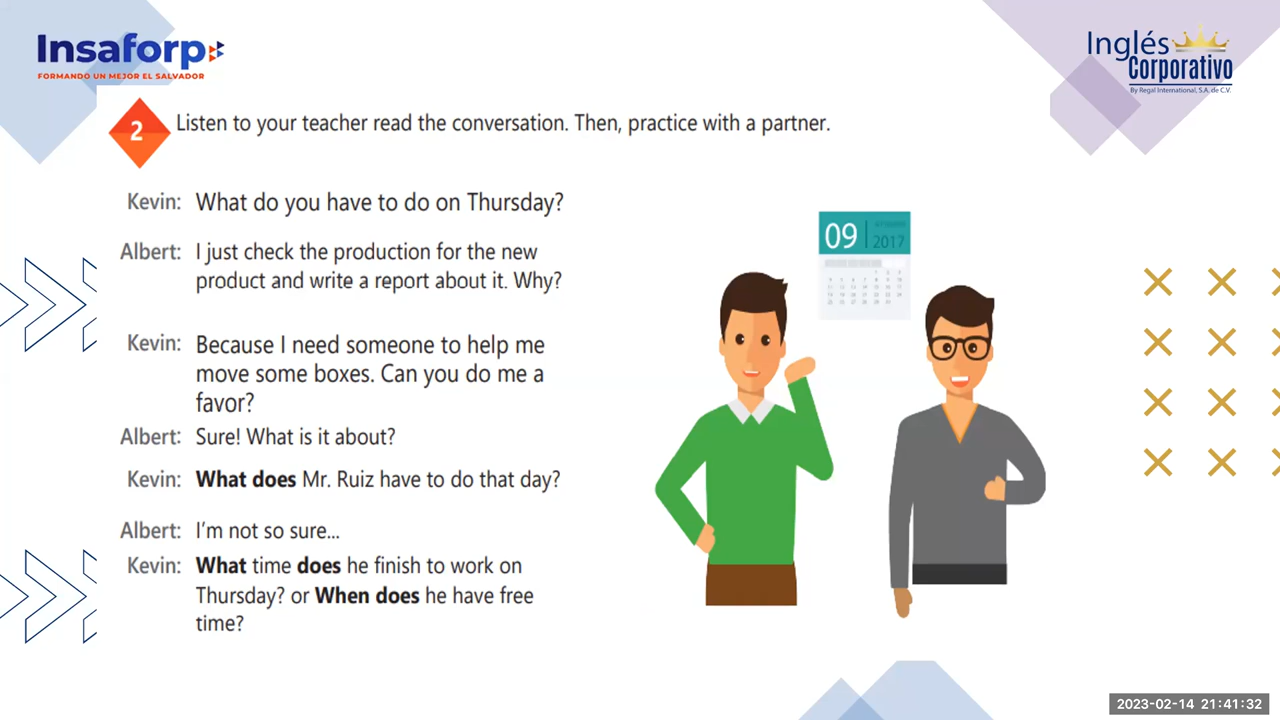 Insaforp
FORMANDO UN MEJOR EL SALVADOR
Inglés
Corporativo
By Regal International, S.A. de C.V.
2 Listen to your teacher read the conversation. Then, practice with a partner.
Kevin: What do you have to do on Thursday?
Albert: I just check the production for the new
product and write a report about it. Why?
Kevin: Because I need someone to help me
move some boxes. Can you do me a
favor?
Albert: Sure! What is it about?
Kevin: What does Mr. Ruiz have to do that day?
Albert: I'm not so sure...
Kevin: What time does he finish to work on
Thursday? or When does he have free
time?
09
2017
2023-02-14 21:41:32